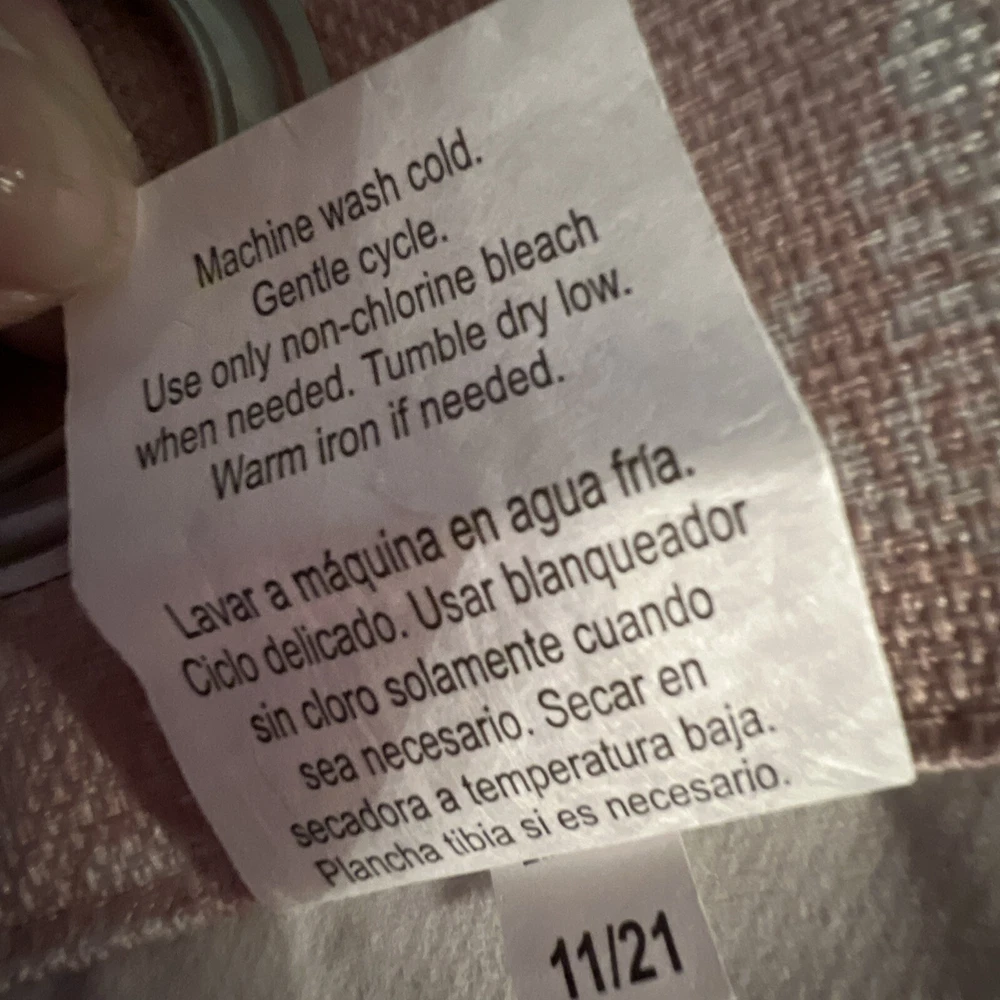 Machine wash cold.
Gentle cycle.
Use only non-chlorine bleach
when needed. Tumble dry low.
Warm iron if needed.
Lavar a máquina en agua fría.
Ciclo delicado. Usar blanqueador
sin cloro solamente cuando
sea necesario. Secar en
secadora a temperatura baja.
Plancha tibia si es necesario.
11/21